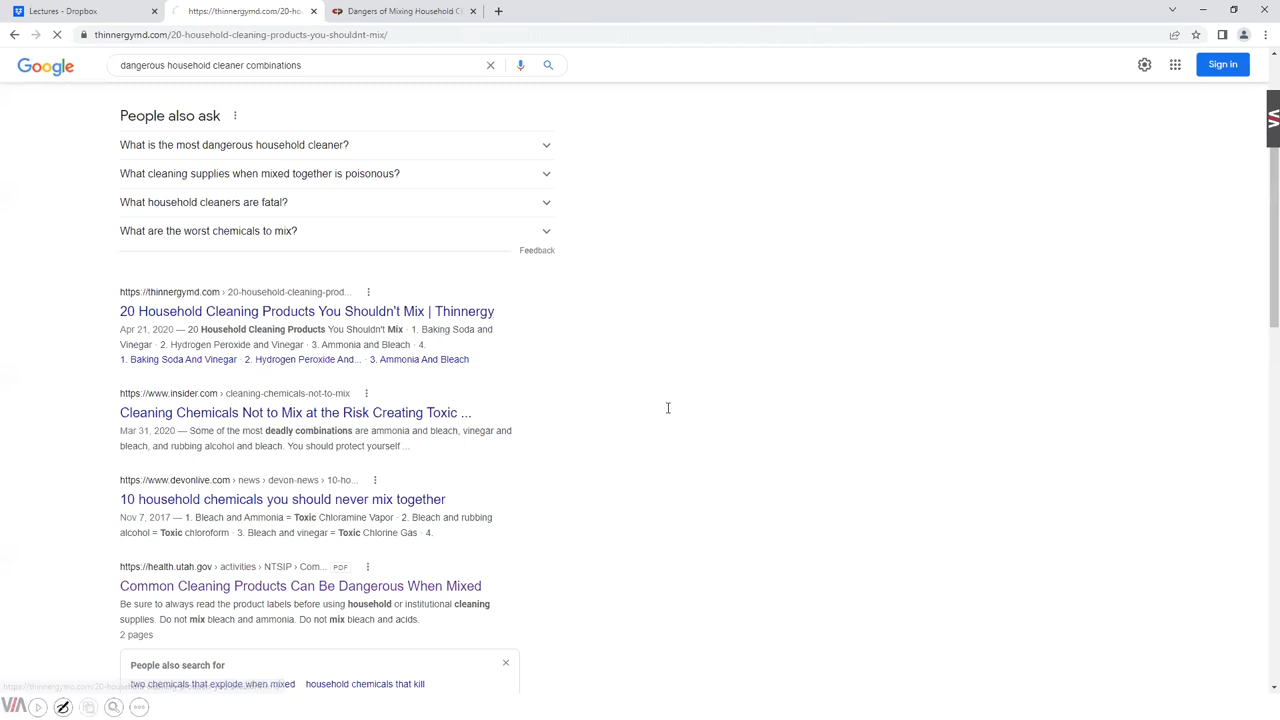 Lectures - Dropbox
https://thinnergymd.com/20-ho
Dangers of Mixing Household C
thinnergymd.com/20-household-cleaning-products-you-shouldnt-mix/
Google
dangerous household cleaner combinations
Sign in
People also ask
What is the most dangerous household cleaner?
What cleaning supplies when mixed together is poisonous?
What household cleaners are fatal?
What are the worst chemicals to mix?
Feedback
https://thinnergymd.com › 20-household-cleaning-prod...
20 Household Cleaning Products You Shouldn't Mix | Thinnergy
Apr 21, 2020 — 20 Household Cleaning Products You Shouldn't Mix · 1. Baking Soda and
Vinegar · 2. Hydrogen Peroxide and Vinegar · 3. Ammonia and Bleach · 4.
1. Baking Soda And Vinegar · 2. Hydrogen Peroxide And... · 3. Ammonia And Bleach
https://www.insider.com › cleaning-chemicals-not-to-mix
Cleaning Chemicals Not to Mix at the Risk Creating Toxic ...
Mar 31, 2020 — Some of the most deadly combinations are ammonia and bleach, vinegar and
bleach, and rubbing alcohol and bleach. You should protect yourself ...
https://www.devonlive.com › news › devon-news › 10-ho...
10 household chemicals you should never mix together
Nov 7, 2017 — 1. Bleach and Ammonia = Toxic Chloramine Vapor · 2. Bleach and rubbing
alcohol = Toxic chloroform · 3. Bleach and vinegar = Toxic Chlorine Gas · 4.
https://health.utah.gov › activities › NTSIP › Com... PDF
Common Cleaning Products Can Be Dangerous When Mixed
Be sure to always read the product labels before using household or institutional cleaning
supplies. Do not mix bleach and ammonia. Do not mix bleach and acids.
2 pages
People also search for
two chemicals that explode when mixed household chemicals that kill
VIA